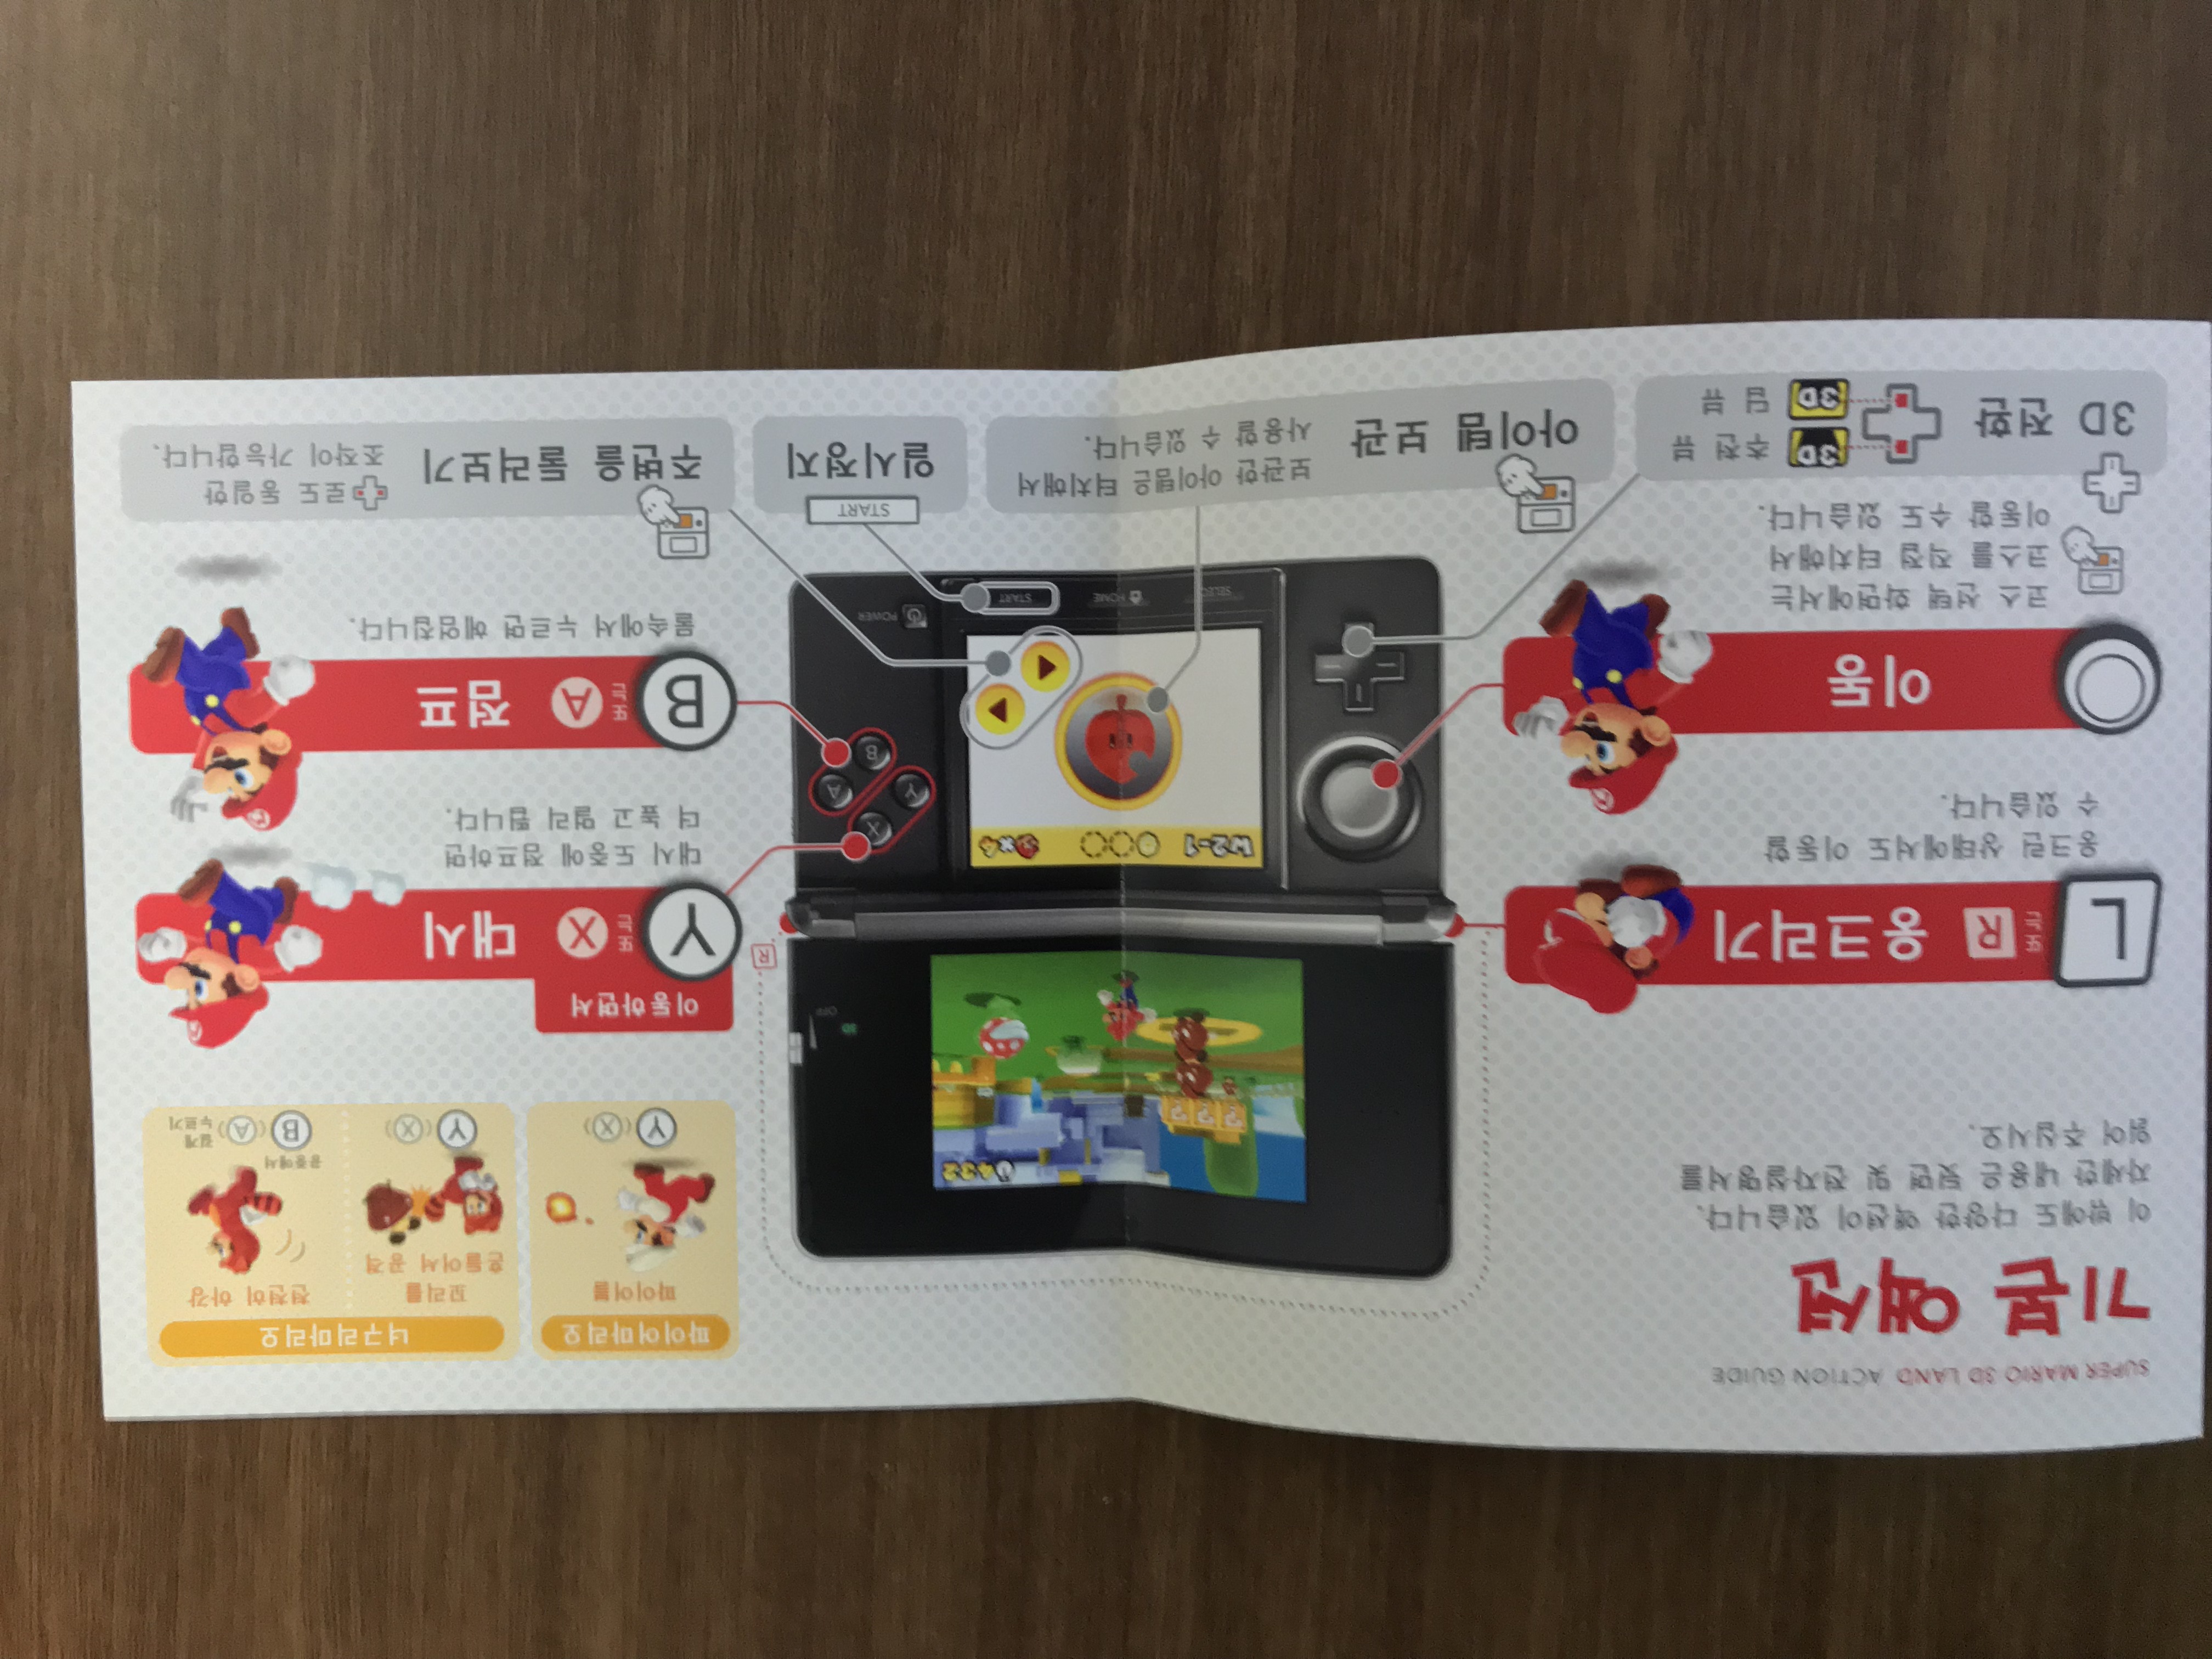 SUPER MARIO 3D LAND ACTION GUIDE
기본 액션
이 밖에도 다양한 액션이 있습니다.
자세한 내용은 뒷면 및 전자설명서를
읽어 주십시오.
L 또는 R 웅크리기
웅크린 상태에서도 이동할
수 있습니다.
이동
코스 선택 화면에서는
코스를 직접 터치해서
이동할 수도 있습니다.
3D 전환
3D 추천 뷰
3D 딥 뷰
432
? ? ?
3D
OFF
R
W2-1
×4
X
Y
A
B
SELECT
HOME
START
POWER
아이템 보관
보관한 아이템은 터치해서
사용할 수 있습니다.
START
일시정지
파이어마리오
파이어볼
Y (X)
너구리마리오
꼬리를
흔들어서 공격
Y (X)
천천히 하강
공중에서
B (A) 길게
누르기
이동하면서
Y 또는 X 대시
대시 도중에 점프하면
더 높고 멀리 뜁니다.
B 또는 A 점프
물속에서 누르면 헤엄칩니다.
주변을 둘러보기
로도 동일한
조작이 가능합니다.